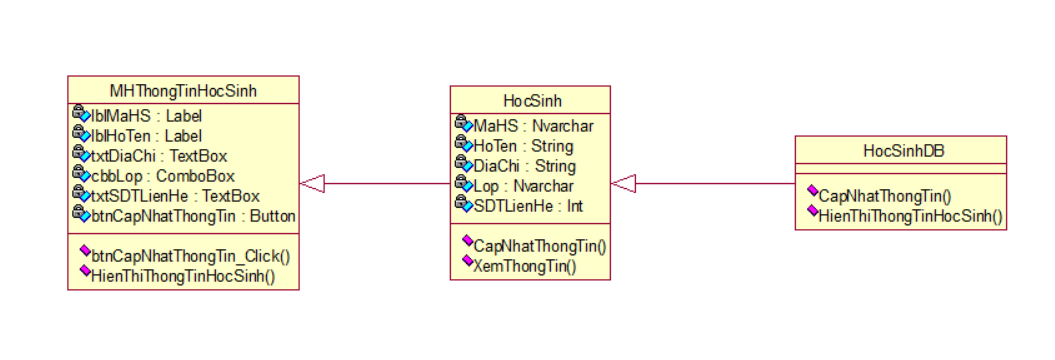 MHThongTinHocSinh
lblMaHS : Label
lblHoTen : Label
txtDiaChi : TextBox
cbbLop : ComboBox
txtSDTLienHe : TextBox
btnCapNhatThongTin : Button
btnCapNhatThongTin_Click()
HienThiThongTinHocSinh()
HocSinh
MaHS : Nvarchar
HoTen : String
DiaChi : String
Lop : Nvarchar
SDTLienHe : Int
CapNhatThongTin()
XemThongTin()
HocSinhDB
CapNhatThongTin()
HienThiThongTinHocSinh()